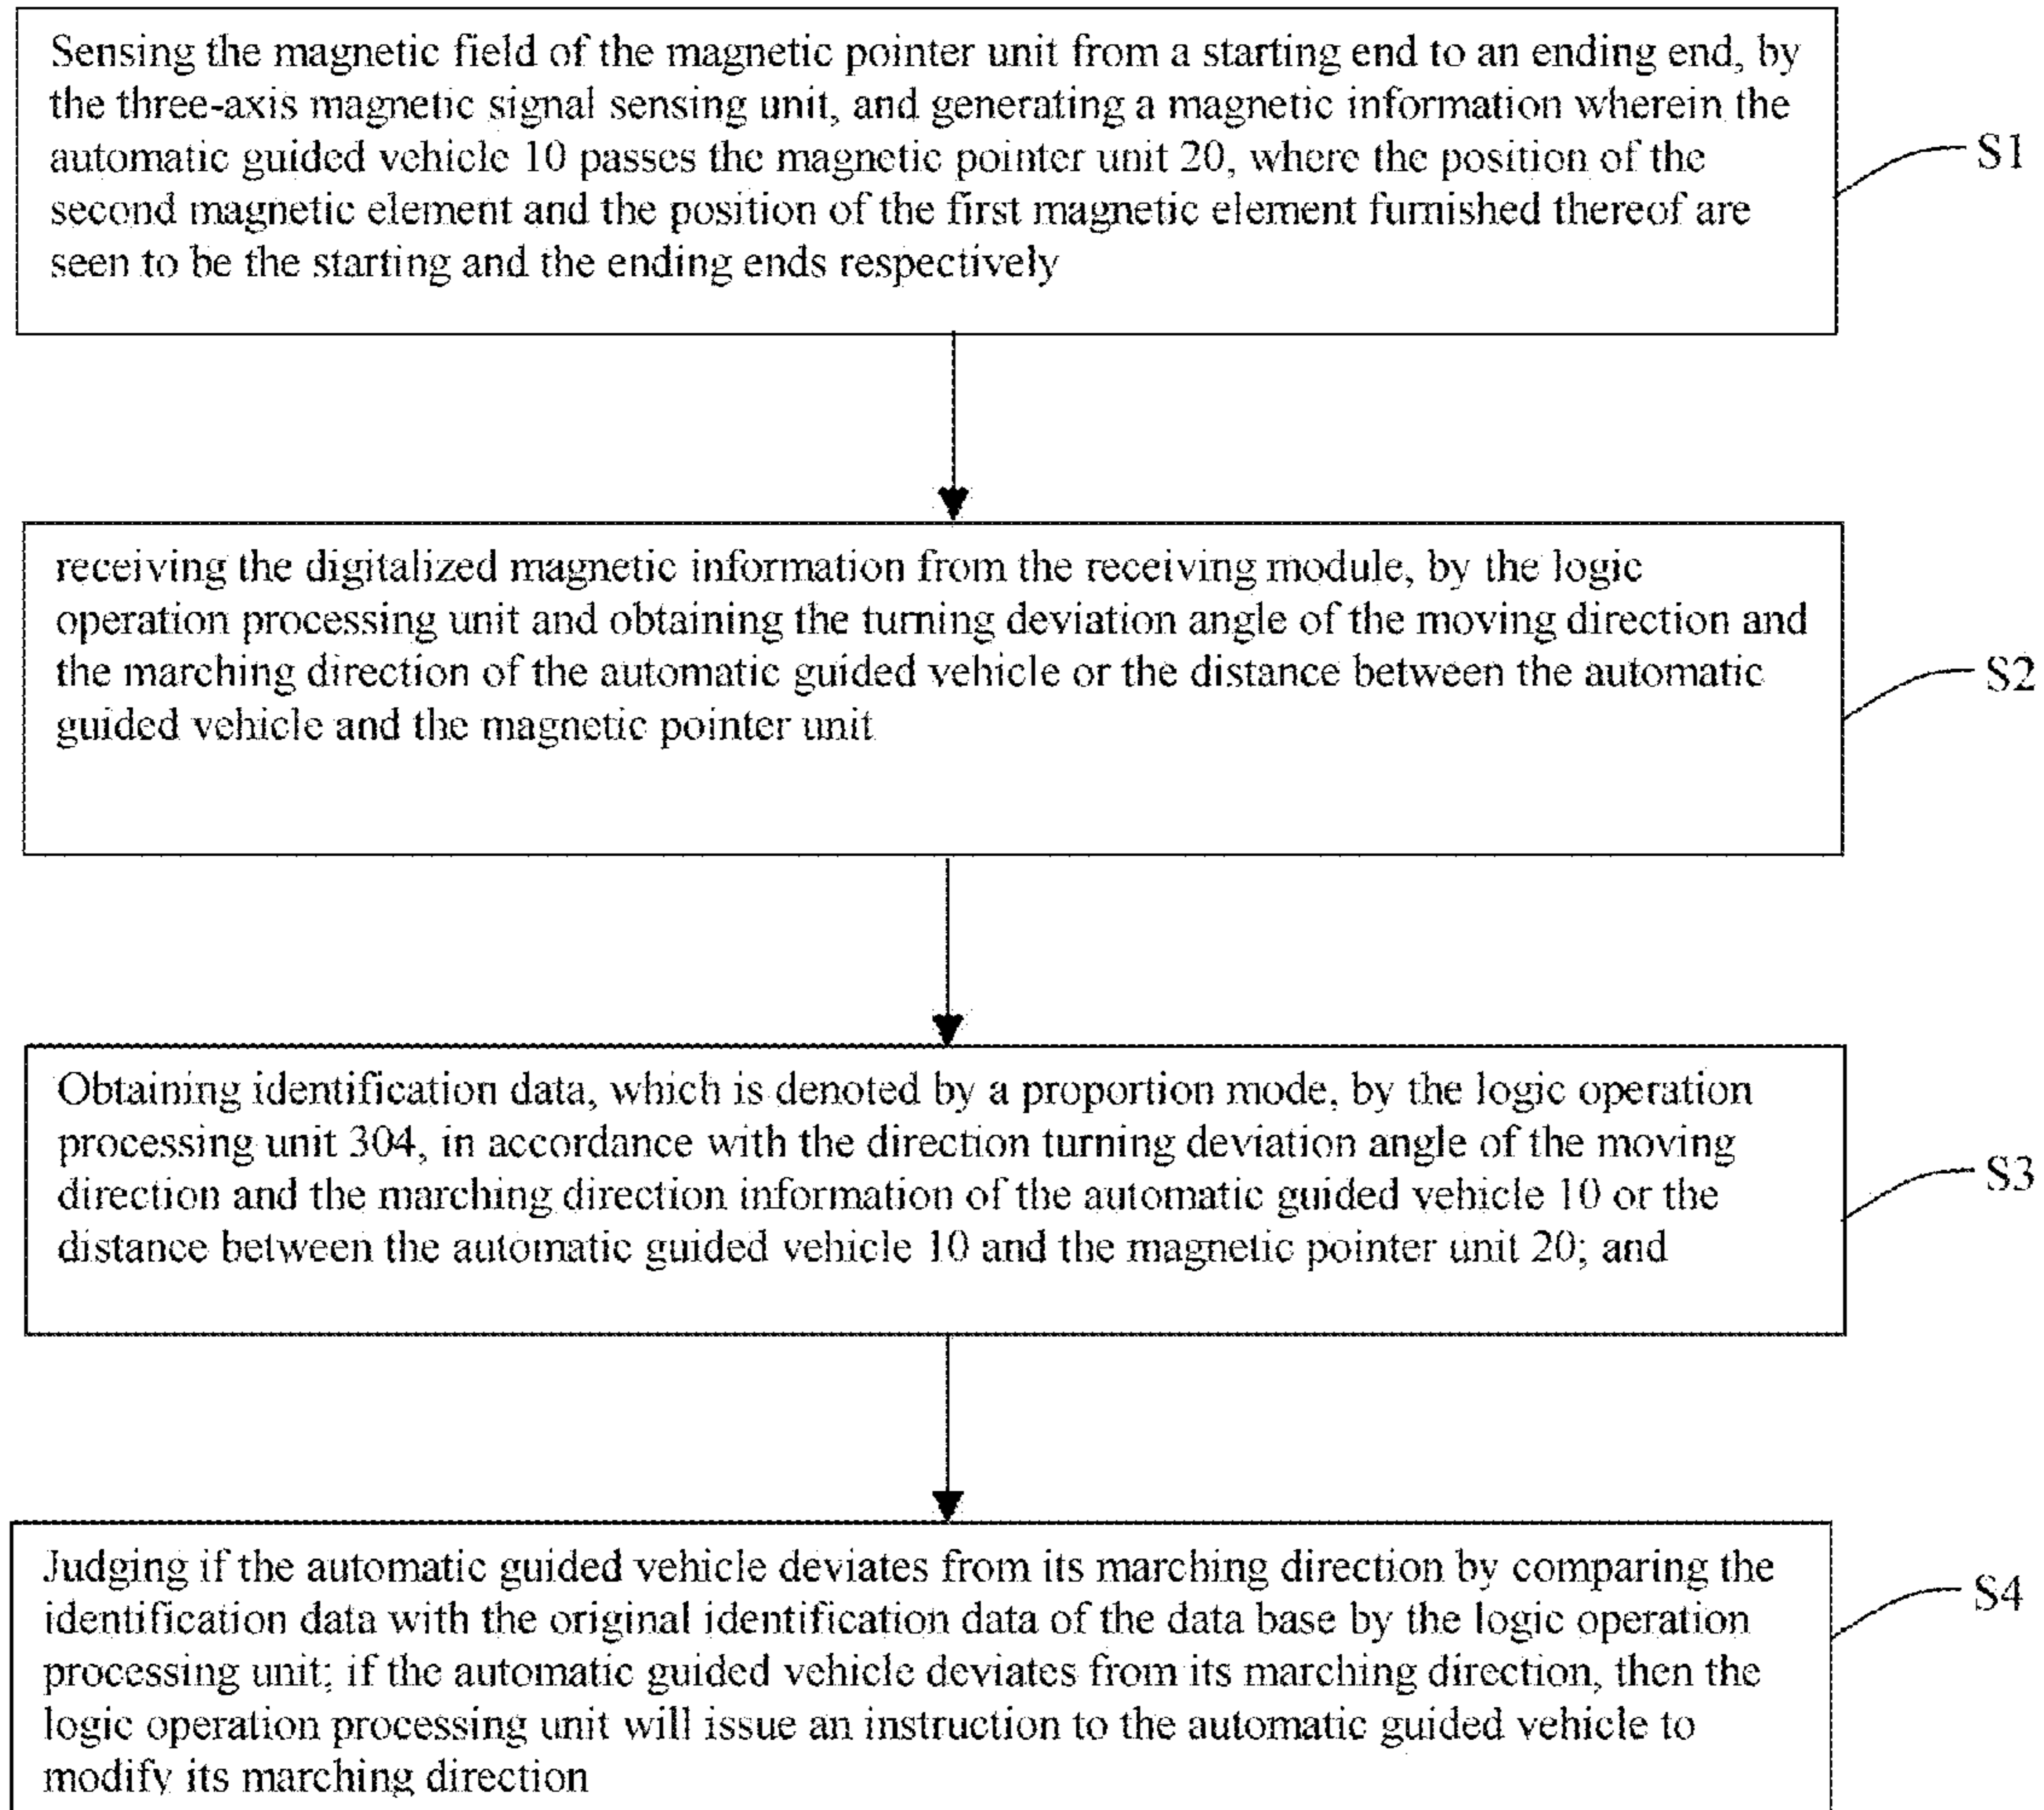 Sensing the magnetic field of the magnetic pointer unit from a starting end to an ending end, by
the three-axis magnetic signal sensing unit, and generating a magnetic information wherein the
automatic guided vehicle 10 passes the magnetic pointer unit 20, where the position of the
second magnetic element and the position of the first magnetic element furnished thereof are
seen to be the starting and the ending ends respectively
S1
receiving the digitalized magnetic information from the receiving module, by the logic
operation processing unit and obtaining the turning deviation angle of the moving direction and
the marching direction of the automatic guided vehicle or the distance between the automatic
guided vehicle and the magnetic pointer unit
S2
Obtaining identification data, which is denoted by a proportion mode, by the logic operation
processing unit 304, in accordance with the direction turning deviation angle of the moving
direction and the marching direction information of the automatic guided vehicle 10 or the
distance between the automatic guided vehicle 10 and the magnetic pointer unit 20; and
S3
Judging if the automatic guided vehicle deviates from its marching direction by comparing the
identification data with the original identification data of the data base by the logic operation
processing unit; if the automatic guided vehicle deviates from its marching direction, then the
logic operation processing unit will issue an instruction to the automatic guided vehicle to
modify its marching direction
S4